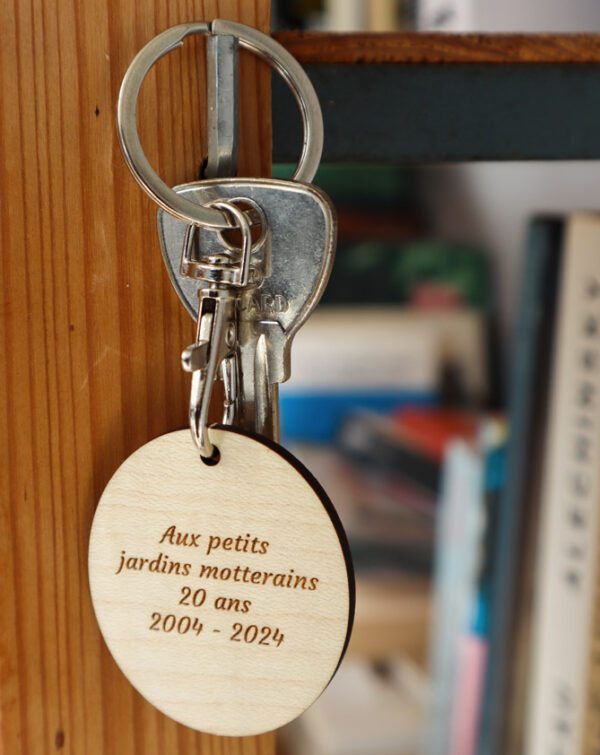 Aux petits
jardins motterains
20 ans
2004 - 2024